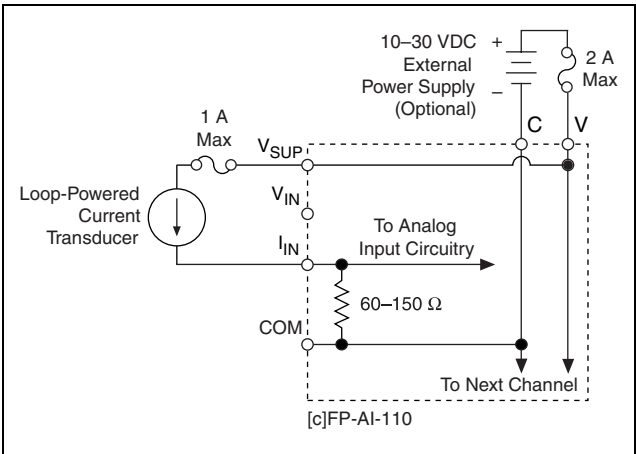 10–30 VDC
External
Power Supply
(Optional)
+
–
2 A
Max
C
V
1 A
Max
VSUP
VIN
Loop-Powered
Current
Transducer
IIN
To Analog
Input Circuitry
60–150 Ω
COM
To Next Channel
[c]FP-AI-110